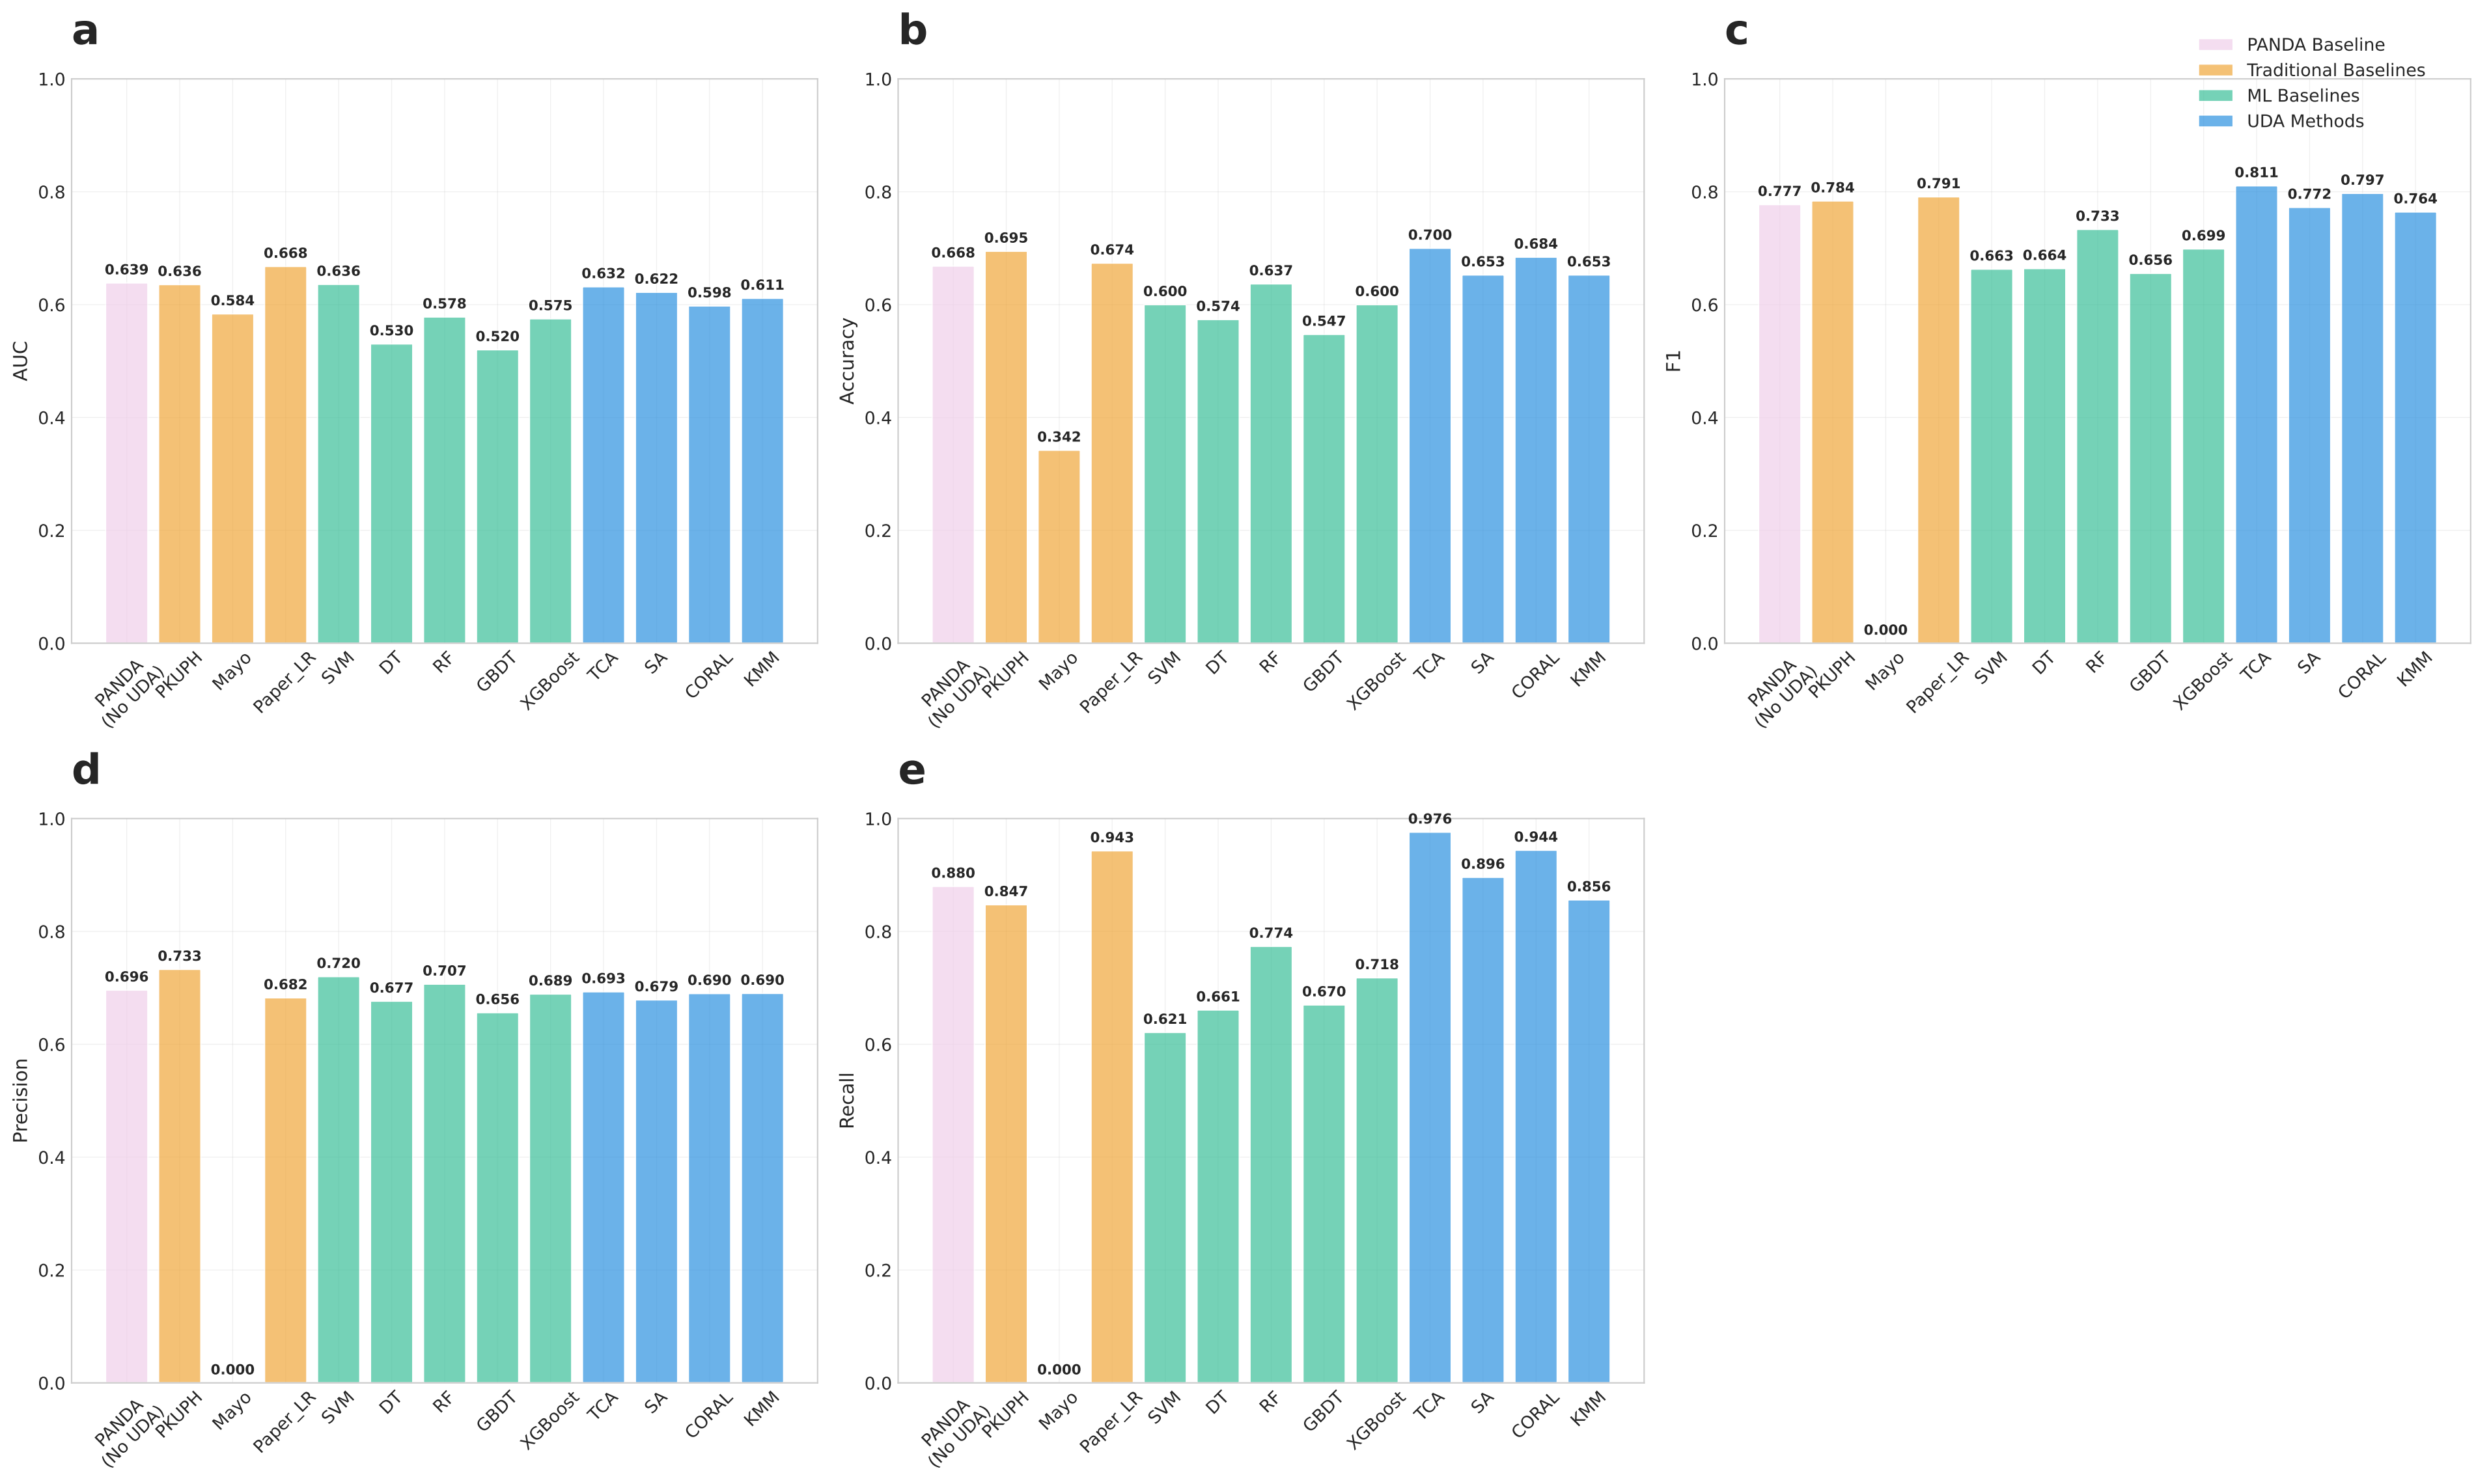 a
1.0
0.8
0.6
0.4
0.2
0.0
AUC
0.639
0.636
0.584
0.668
0.636
0.530
0.578
0.520
0.575
0.632
0.622
0.598
0.611
PANDA
(No UDA)
PKUPH
Mayo
Paper_LR
SVM
DT
RF
GBDT
XGBoost
TCA
SA
CORAL
KMM
b
1.0
0.8
0.6
0.4
0.2
0.0
Accuracy
0.668
0.695
0.342
0.674
0.600
0.574
0.637
0.547
0.600
0.700
0.653
0.684
0.653
PANDA
(No UDA)
PKUPH
Mayo
Paper_LR
SVM
DT
RF
GBDT
XGBoost
TCA
SA
CORAL
KMM
c
PANDA Baseline
Traditional Baselines
ML Baselines
UDA Methods
1.0
0.8
0.6
0.4
0.2
0.0
F1
0.777
0.784
0.000
0.791
0.663
0.664
0.733
0.656
0.699
0.811
0.772
0.797
0.764
PANDA
(No UDA)
PKUPH
Mayo
Paper_LR
SVM
DT
RF
GBDT
XGBoost
TCA
SA
CORAL
KMM
d
1.0
0.8
0.6
0.4
0.2
0.0
Precision
0.696
0.733
0.000
0.682
0.720
0.677
0.707
0.656
0.689
0.693
0.679
0.690
0.690
PANDA
(No UDA)
PKUPH
Mayo
Paper_LR
SVM
DT
RF
GBDT
XGBoost
TCA
SA
CORAL
KMM
e
1.0
0.8
0.6
0.4
0.2
0.0
Recall
0.880
0.847
0.000
0.943
0.621
0.661
0.774
0.670
0.718
0.976
0.896
0.944
0.856
PANDA
(No UDA)
PKUPH
Mayo
Paper_LR
SVM
DT
RF
GBDT
XGBoost
TCA
SA
CORAL
KMM